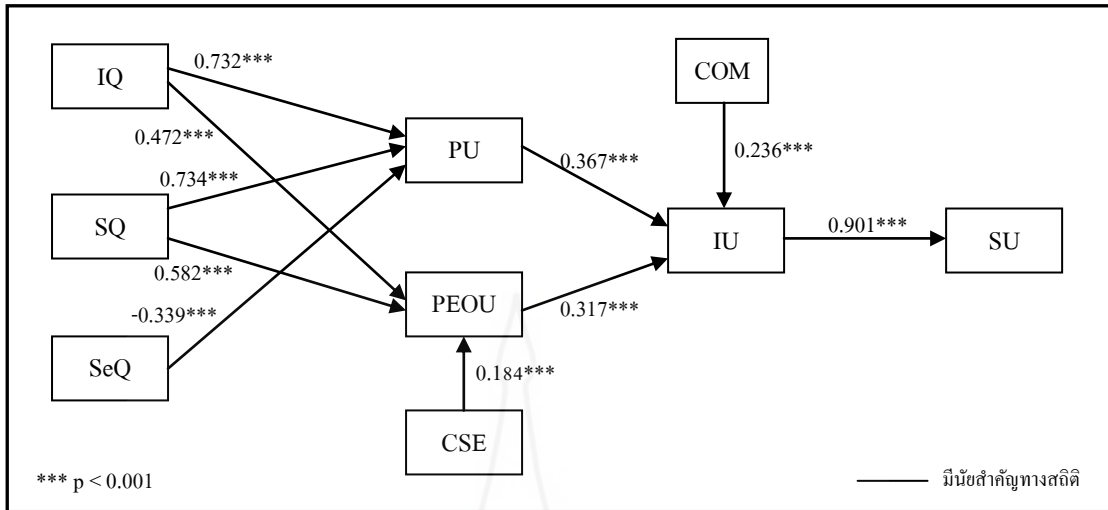 IQ
0.732***
COM
0.472***
PU
0.367***
0.236***
0.734***
SQ
IU
0.901***
SU
0.582***
PEOU
0.317***
-0.339***
SeQ
0.184***
CSE
*** p < 0.001
มีนัยสำคัญทางสถิติ